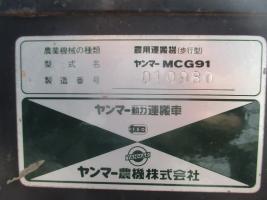 農業機械の種類 農用運搬機(歩行型)
型式名 ヤンマー MCG91
製造番号 010980
ヤンマー動力運搬車
ヤンマー農機株式会社